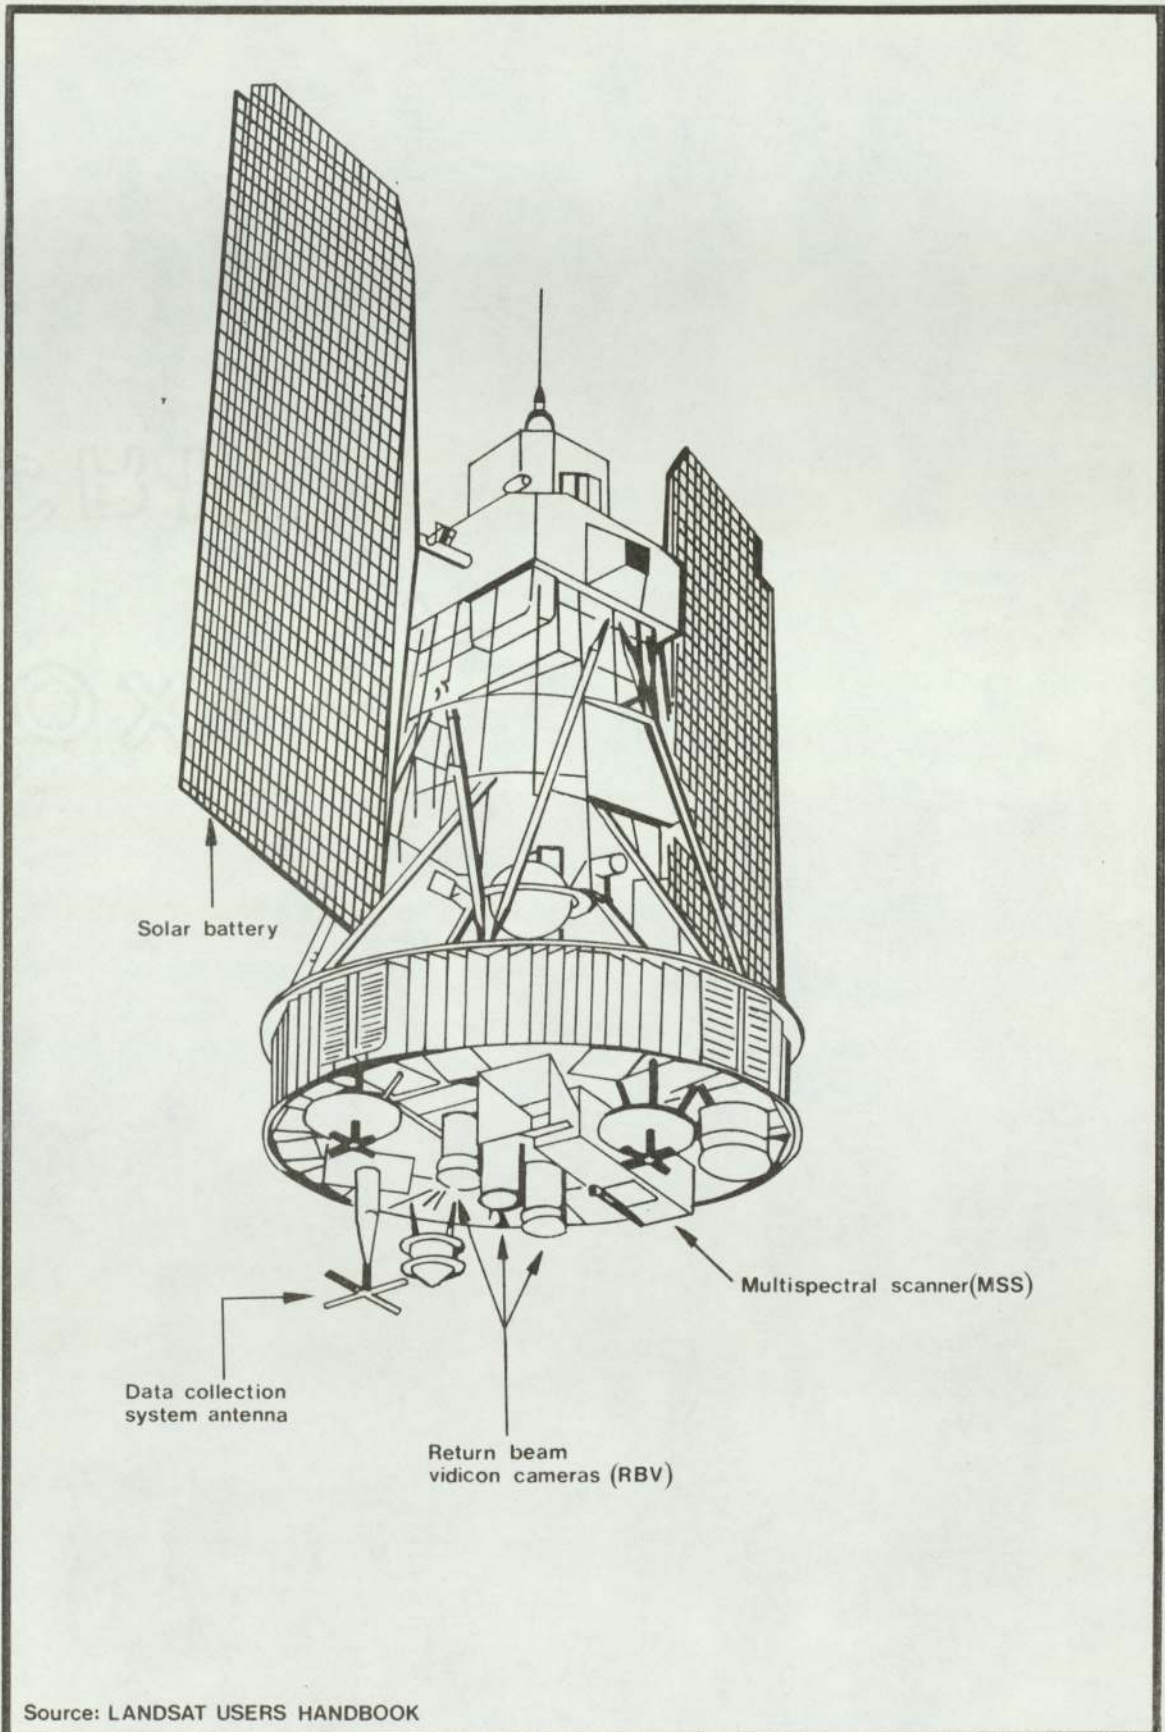 Solar battery
Multispectral scanner(MSS)
Data collection
system antenna
Return beam
vidicon cameras (RBV)
Source: LANDSAT USERS HANDBOOK